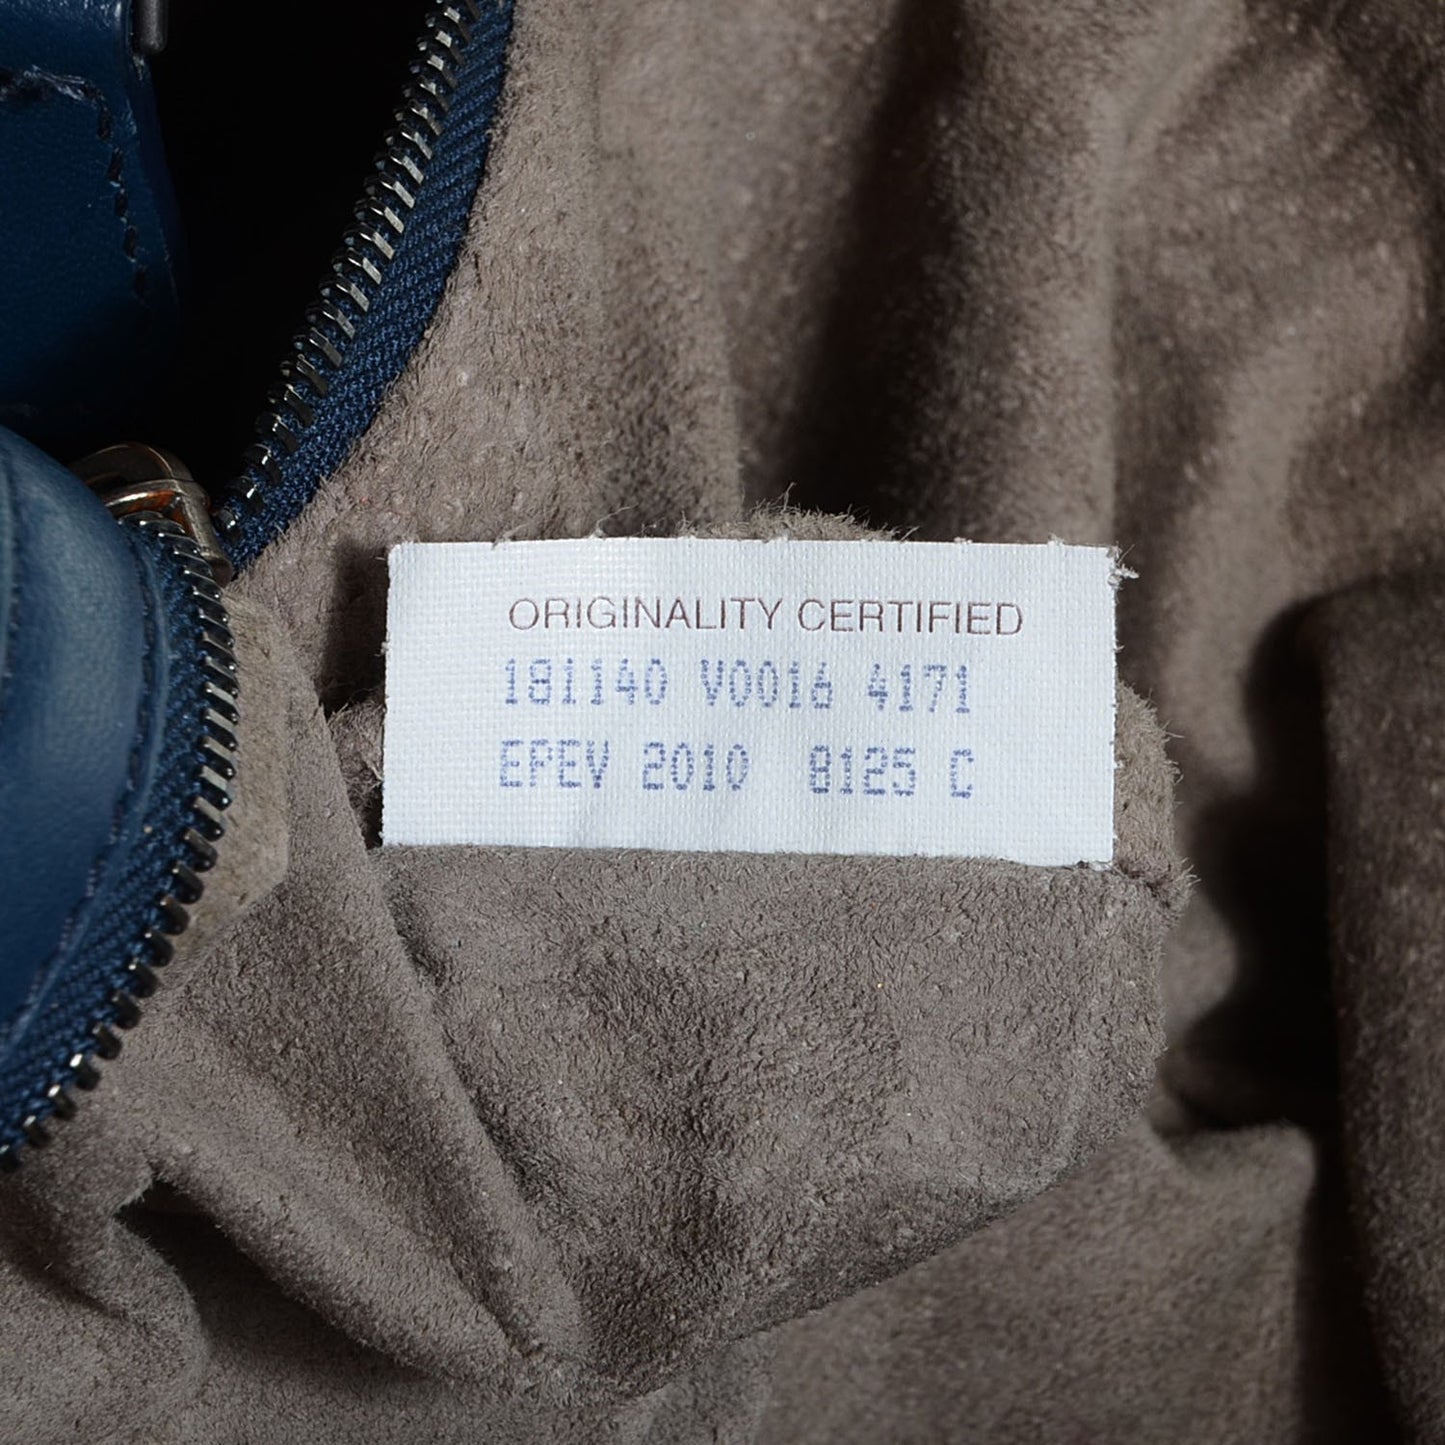 ORIGINALITY CERTIFIED
181140 V0016 4171
EPEV 2010 8125 C